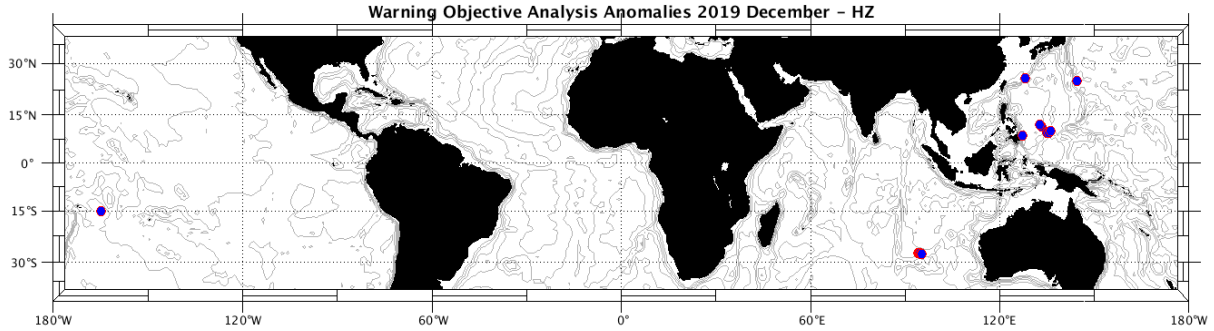 Warning Objective Analysis Anomalies 2019 December – HZ
30°N
15°N
0°
15°S
30°S
180°W 120°W 60°W 0° 60°E 120°E 180°W